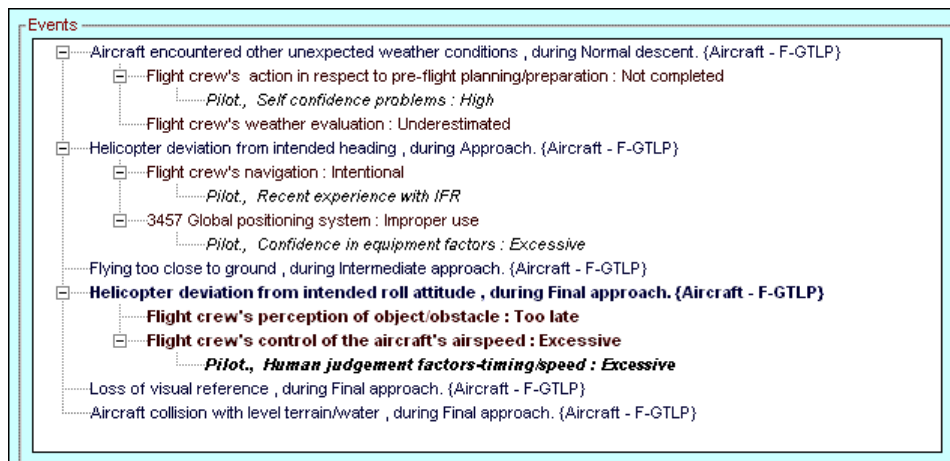 Events
Aircraft encountered other unexpected weather conditions , during Normal descent. {Aircraft - F-GTLP}
Flight crew's  action in respect to pre-flight planning/preparation : Not completed
Pilot.,  Self confidence problems : High
Flight crew's weather evaluation : Underestimated
Helicopter deviation from intended heading , during Approach. {Aircraft - F-GTLP}
Flight crew's navigation : Intentional
Pilot.,  Recent experience with IFR
3457 Global positioning system : Improper use
Pilot.,  Confidence in equipment factors : Excessive
Flying too close to ground , during Intermediate approach. {Aircraft - F-GTLP}
Helicopter deviation from intended roll attitude , during Final approach. {Aircraft - F-GTLP}
Flight crew's perception of object/obstacle : Too late
Flight crew's control of the aircraft's airspeed : Excessive
Pilot.,  Human judgement factors-timing/speed : Excessive
Loss of visual reference , during Final approach. {Aircraft - F-GTLP}
Aircraft collision with level terrain/water , during Final approach. {Aircraft - F-GTLP}